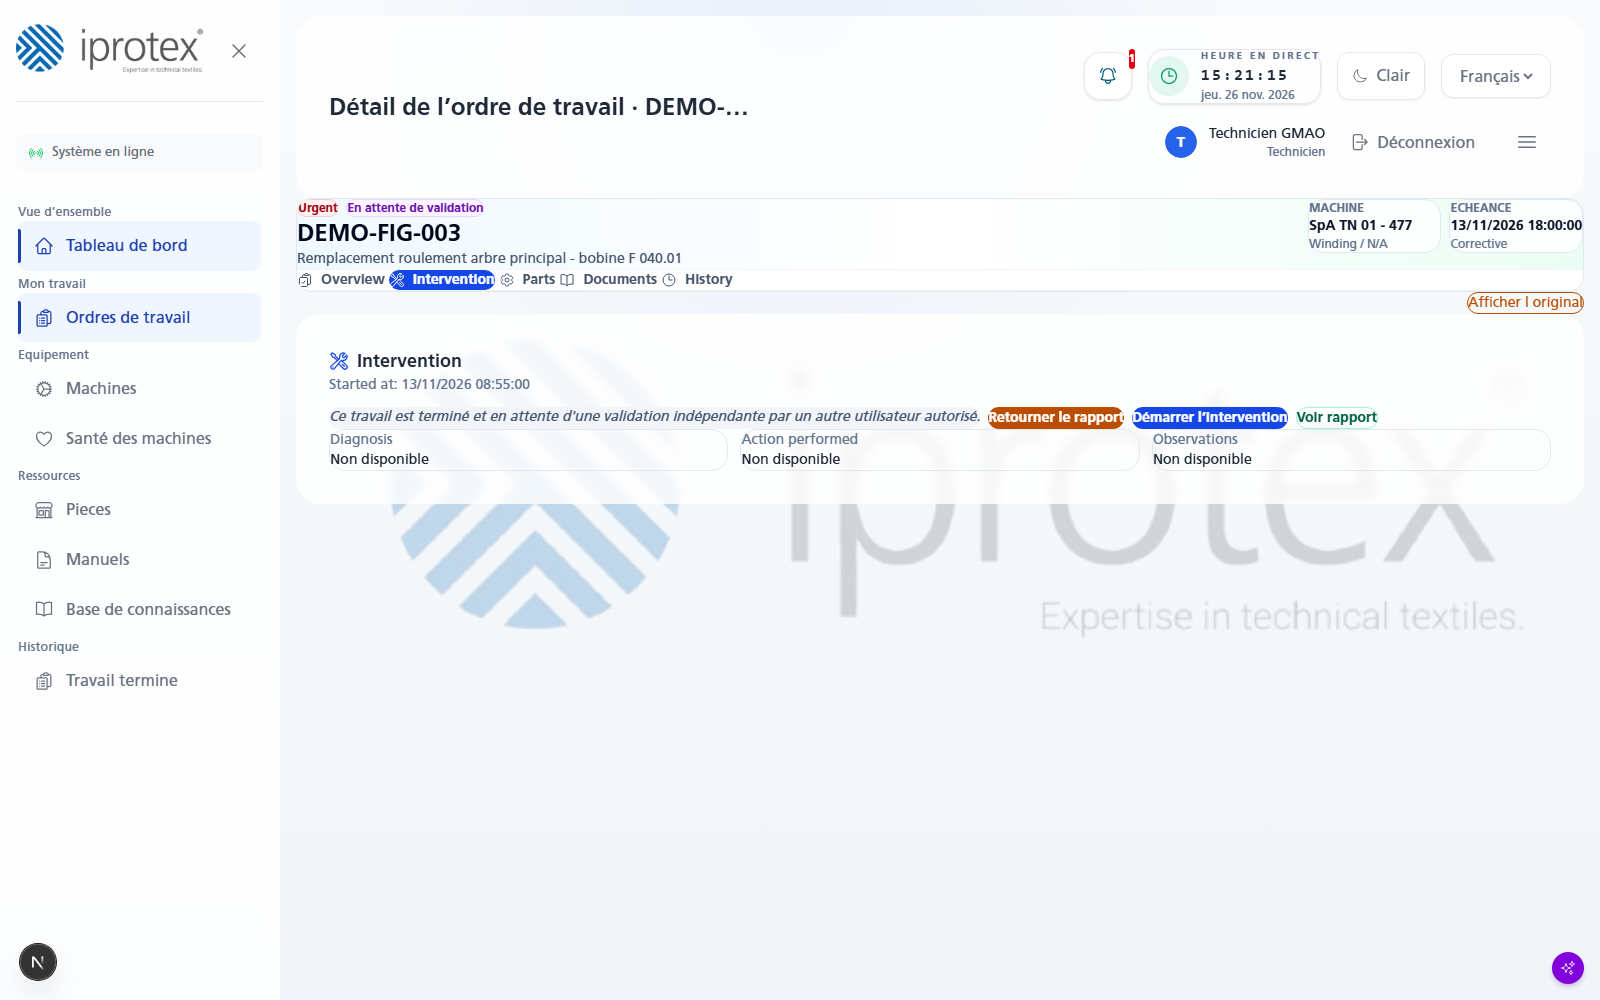 iprotex®
Expertise in technical textiles.
Système en ligne
Vue d'ensemble
Tableau de bord
Mon travail
Ordres de travail
Equipement
Machines
Santé des machines
Ressources
Pieces
Manuels
Base de connaissances
Historique
Travail termine
N
Détail de l’ordre de travail · DEMO-…
1
HEURE EN DIRECT
15:21:15
jeu. 26 nov. 2026
Clair
Français
T
Technicien GMAO
Technicien
Déconnexion
Urgent En attente de validation
DEMO-FIG-003
Remplacement roulement arbre principal - bobine F 040.01
MACHINE
SpA TN 01 - 477
Winding / N/A
ECHEANCE
13/11/2026 18:00:00
Corrective
Overview Intervention Parts Documents History
Afficher l original
Intervention
Started at: 13/11/2026 08:55:00
Ce travail est terminé et en attente d'une validation indépendante par un autre utilisateur autorisé. Retourner le rapport Démarrer l’intervention Voir rapport
Diagnosis
Non disponible
Action performed
Non disponible
Observations
Non disponible
iprotex®
Expertise in technical textiles.